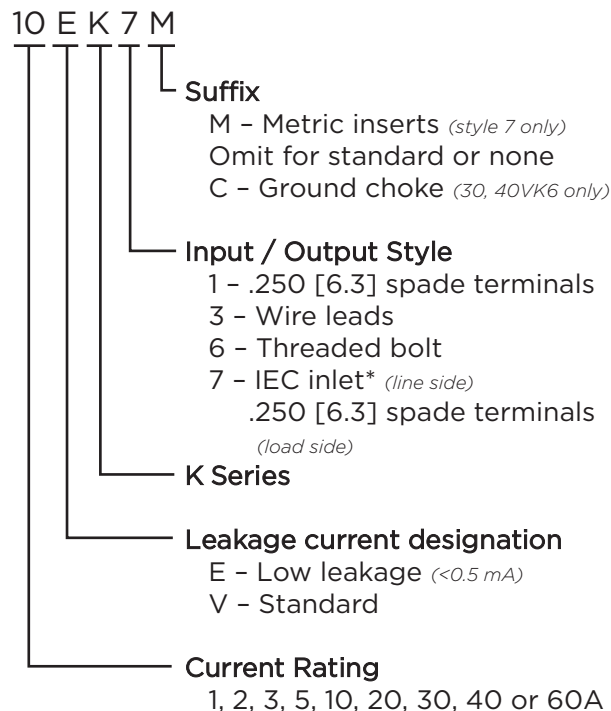 10 E K 7 M
Suffix
M – Metric inserts (style 7 only)
Omit for standard or none
C – Ground choke (30, 40VK6 only)
Input / Output Style
1 – .250 [6.3] spade terminals
3 – Wire leads
6 – Threaded bolt
7 – IEC inlet* (line side)
.250 [6.3] spade terminals
(load side)
K Series
Leakage current designation
E – Low leakage (<0.5 mA)
V – Standard
Current Rating
1, 2, 3, 5, 10, 20, 30, 40 or 60A